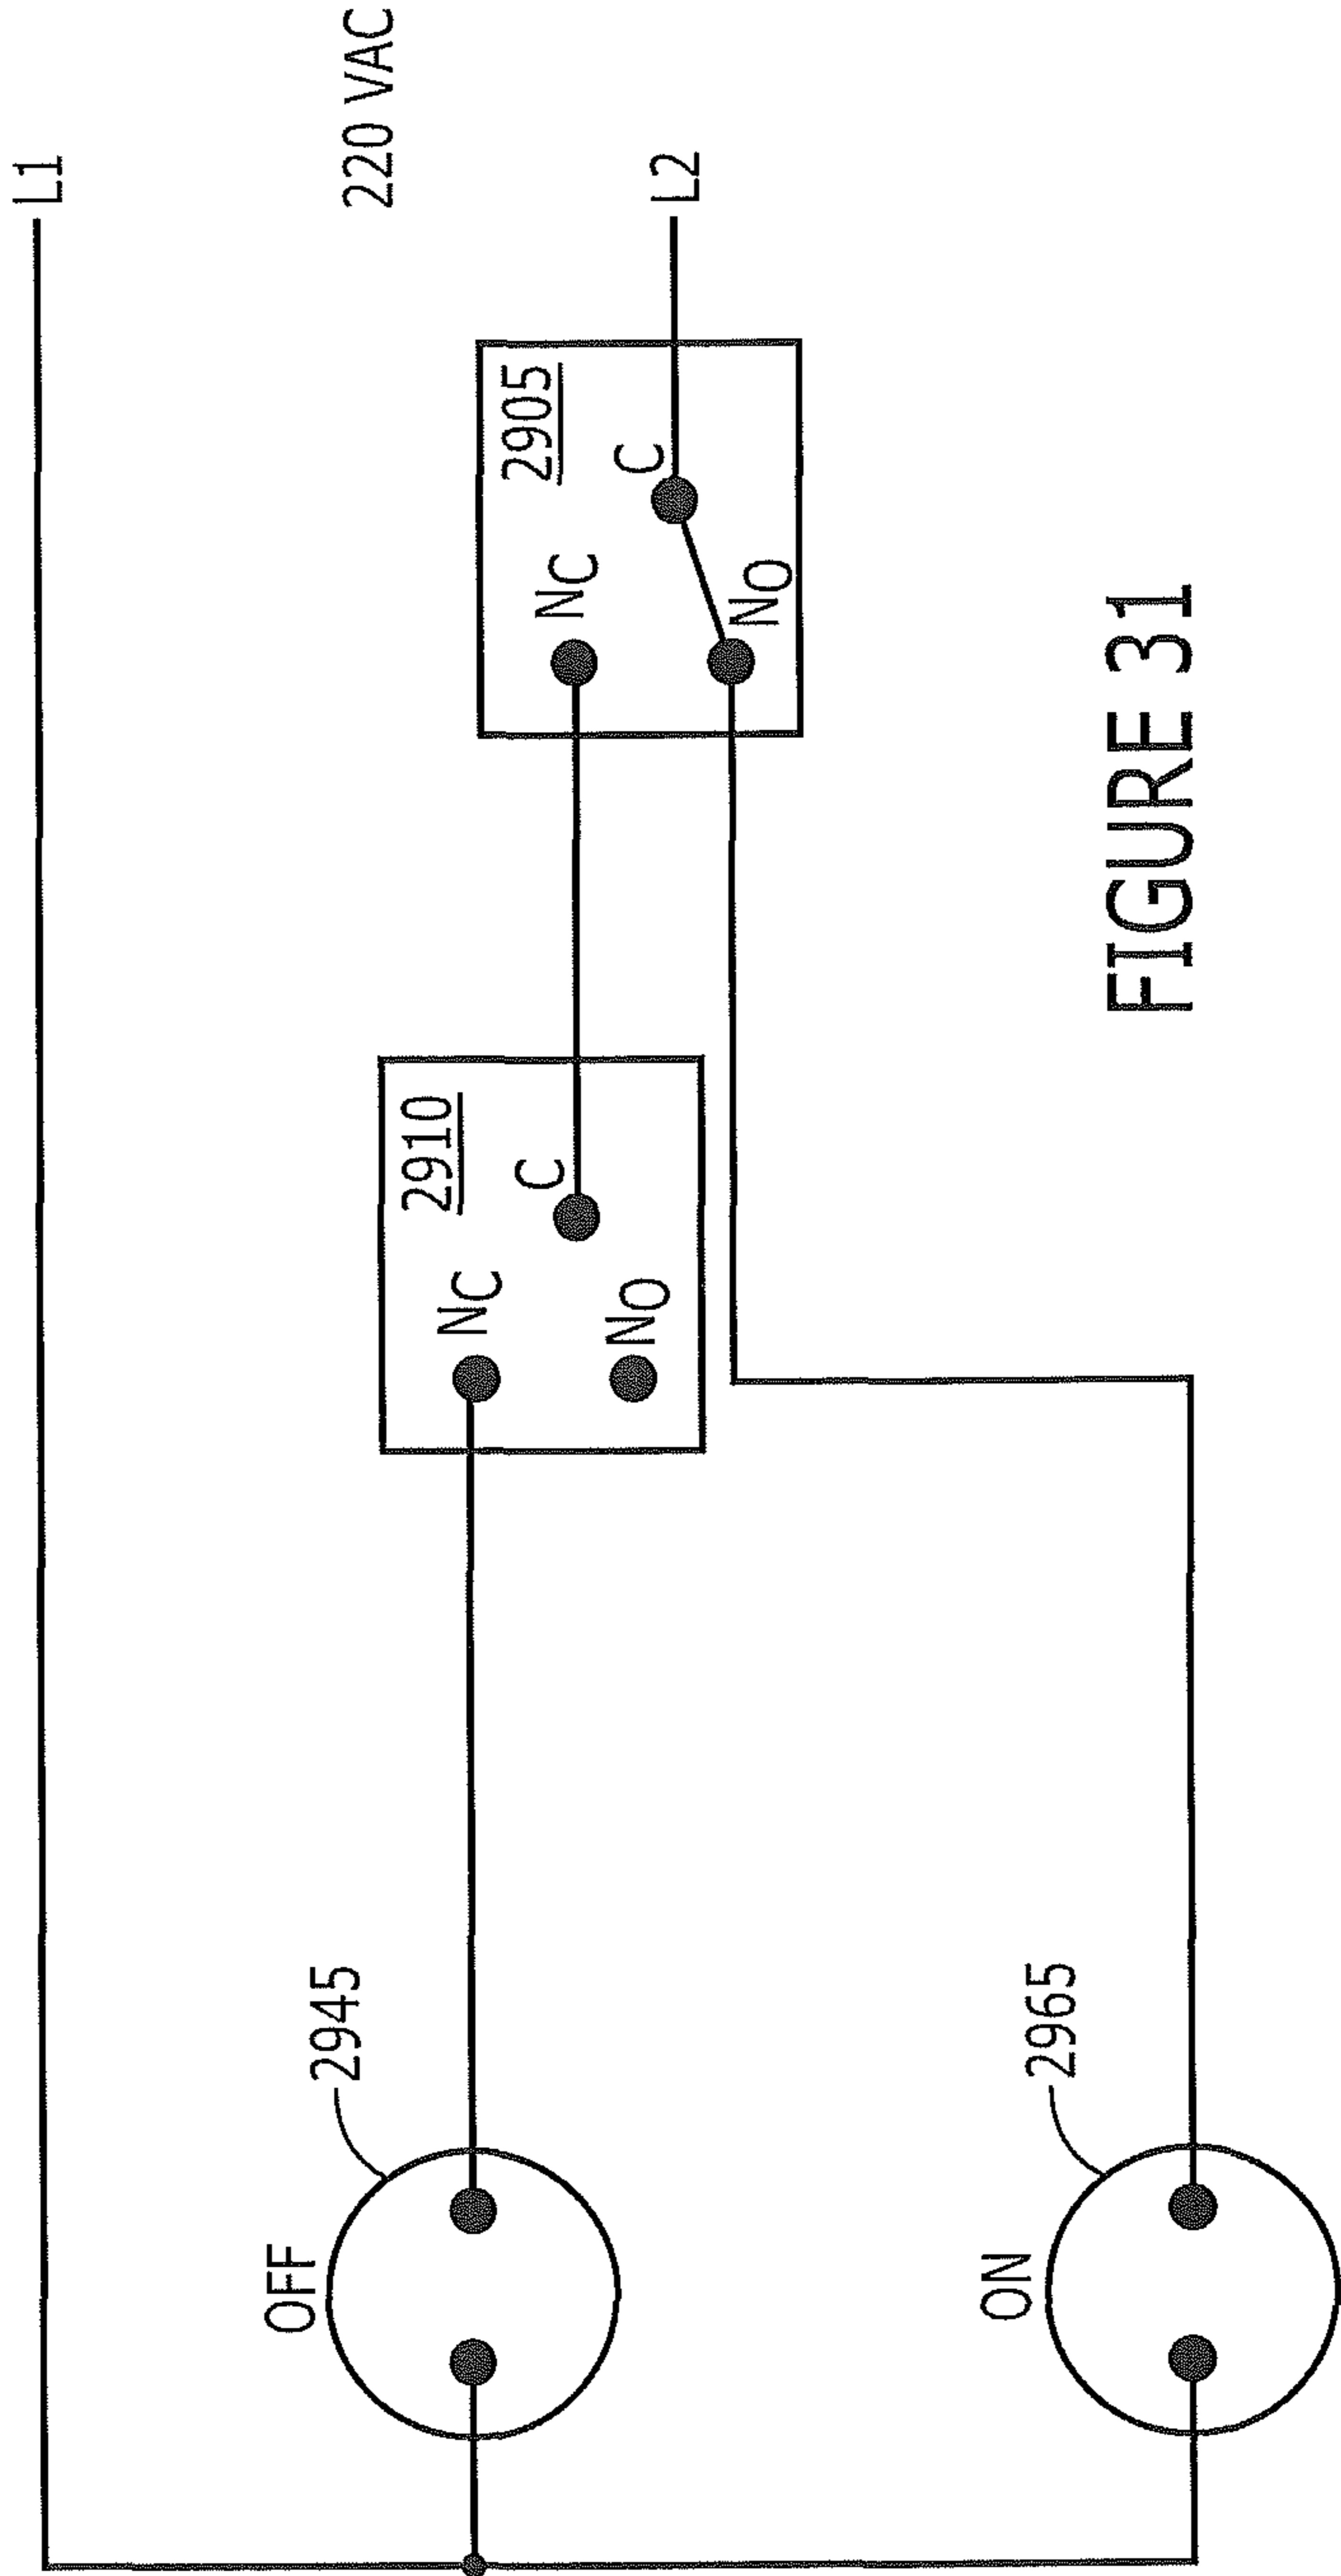 L1
220 VAC
L2
2905
NC
C
NO
2910
NC
C
NO
OFF
2945
ON
2965
FIGURE 31